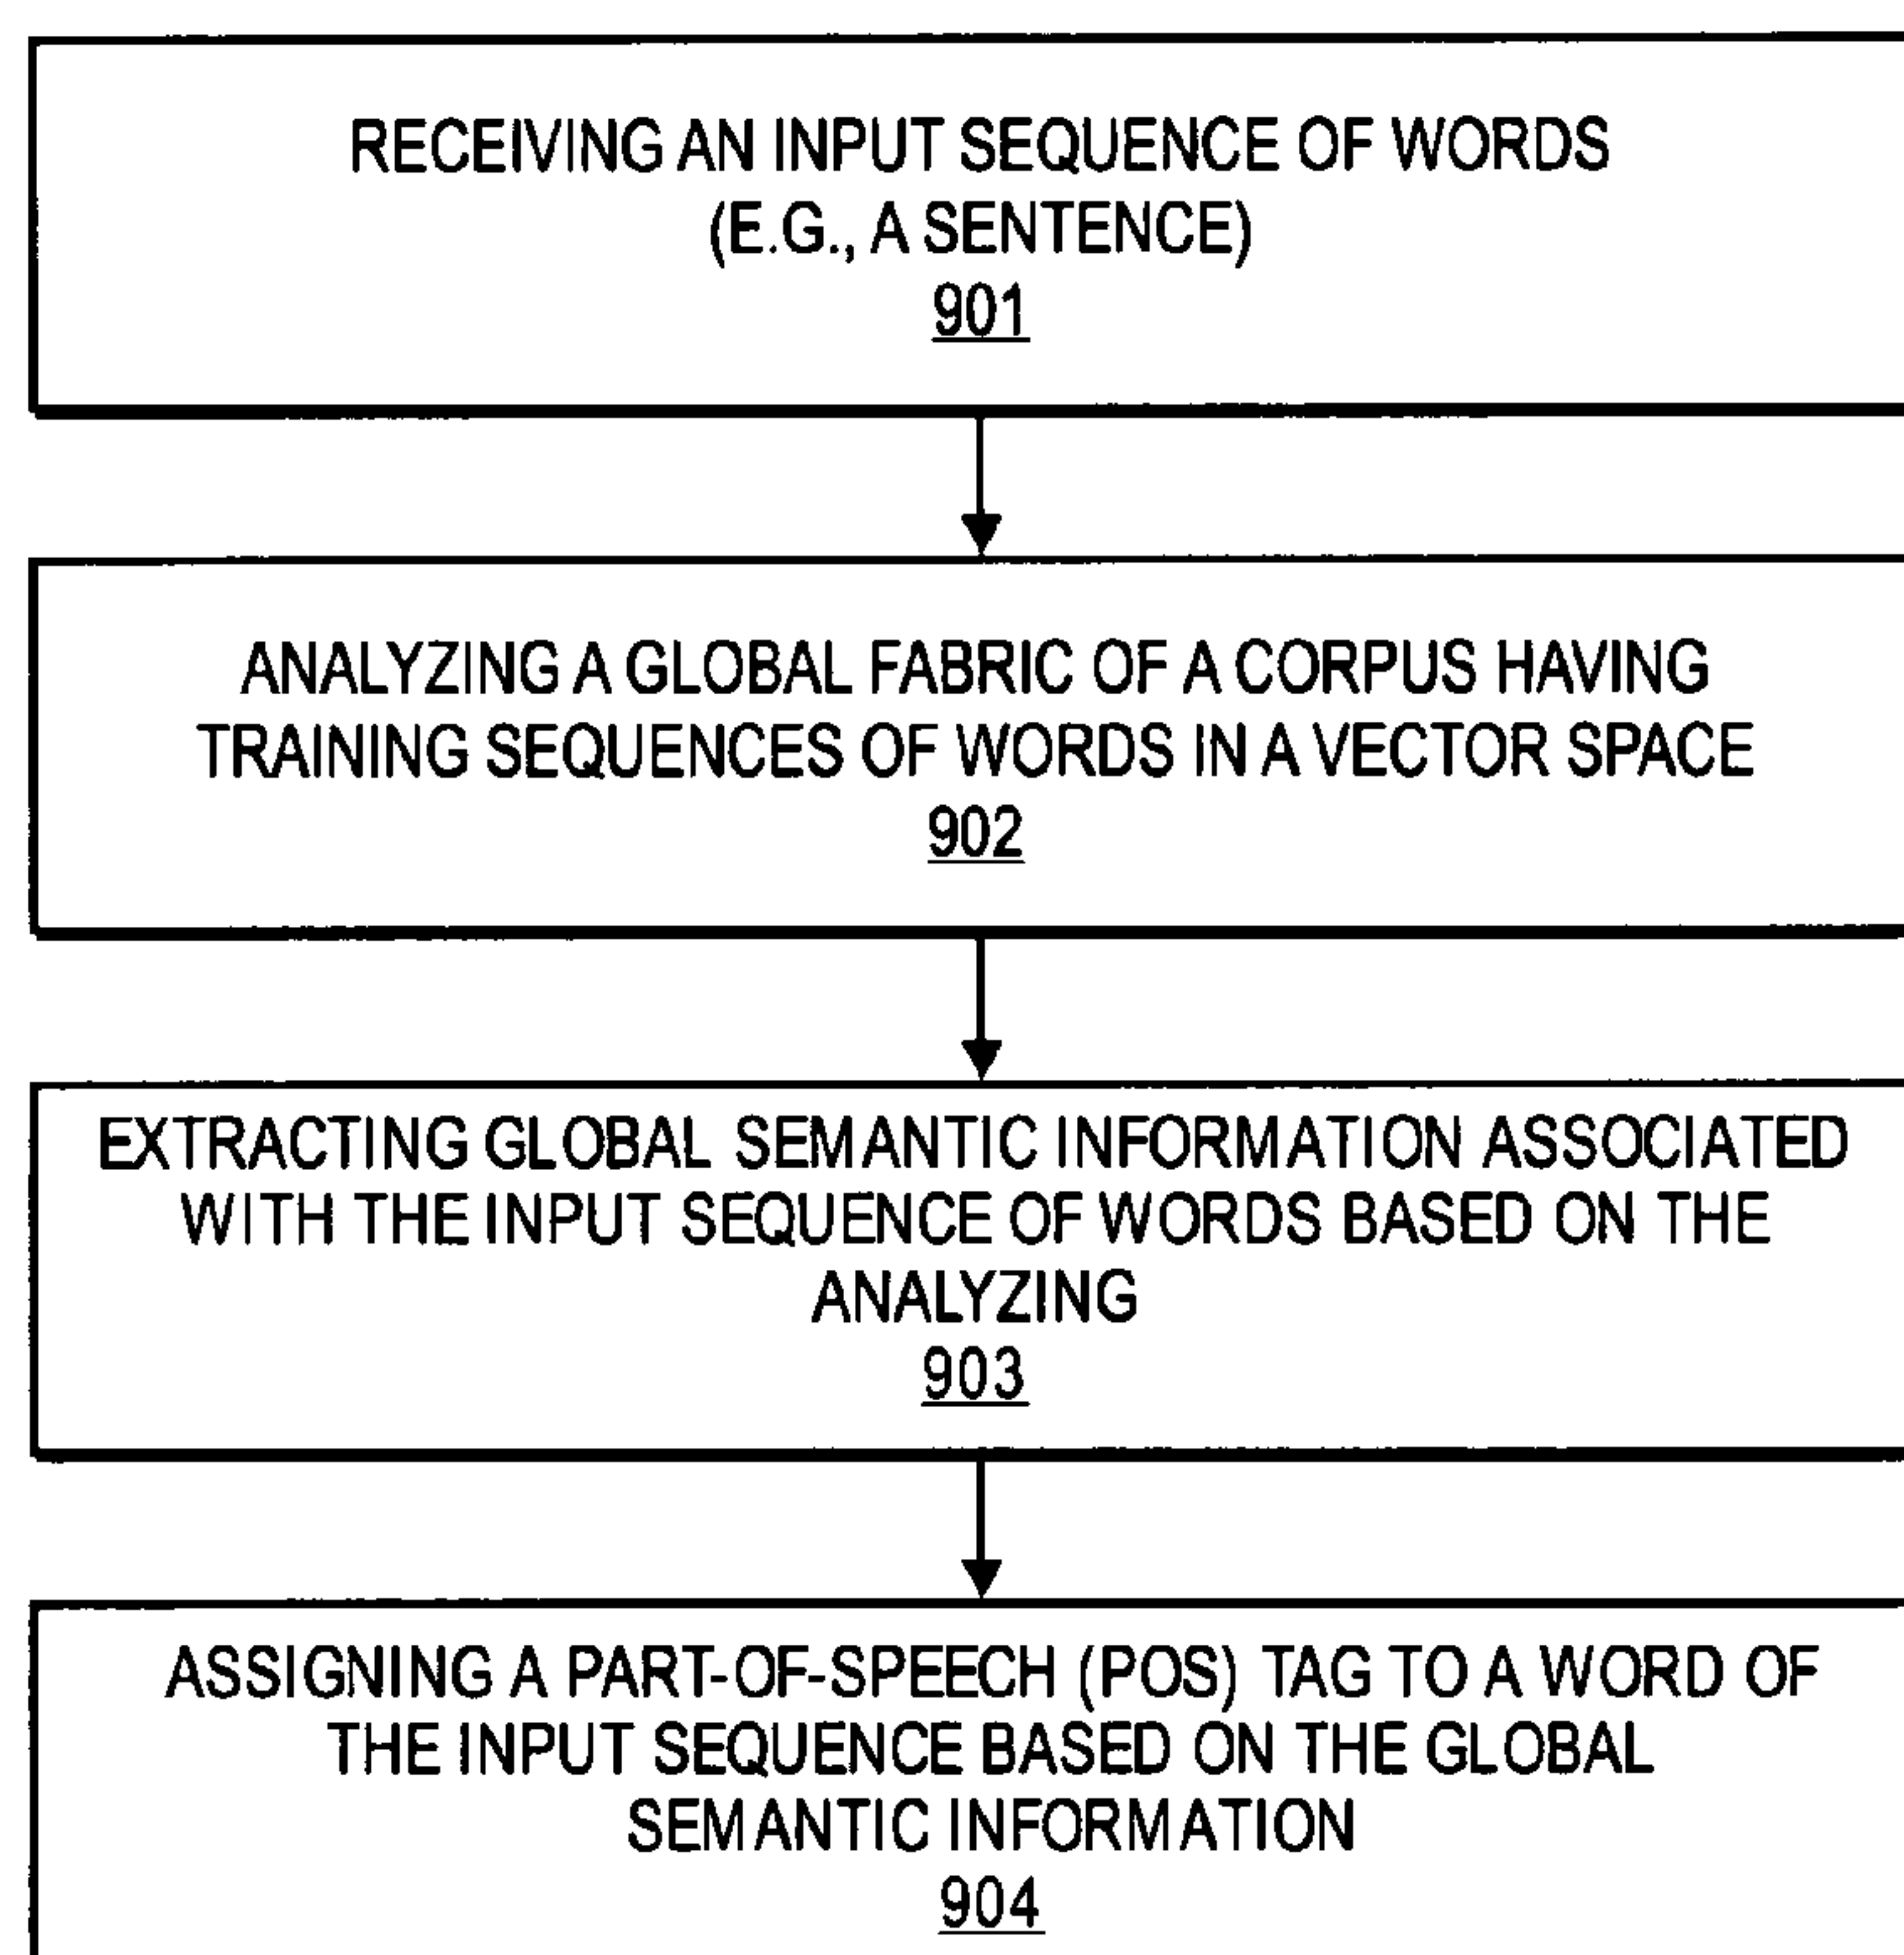 RECEIVING AN INPUT SEQUENCE OF WORDS
(E.G., A SENTENCE)
901
ANALYZING A GLOBAL FABRIC OF A CORPUS HAVING
TRAINING SEQUENCES OF WORDS IN A VECTOR SPACE
902
EXTRACTING GLOBAL SEMANTIC INFORMATION ASSOCIATED
WITH THE INPUT SEQUENCE OF WORDS BASED ON THE
ANALYZING
903
ASSIGNING A PART-OF-SPEECH (POS) TAG TO A WORD OF
THE INPUT SEQUENCE BASED ON THE GLOBAL
SEMANTIC INFORMATION
904